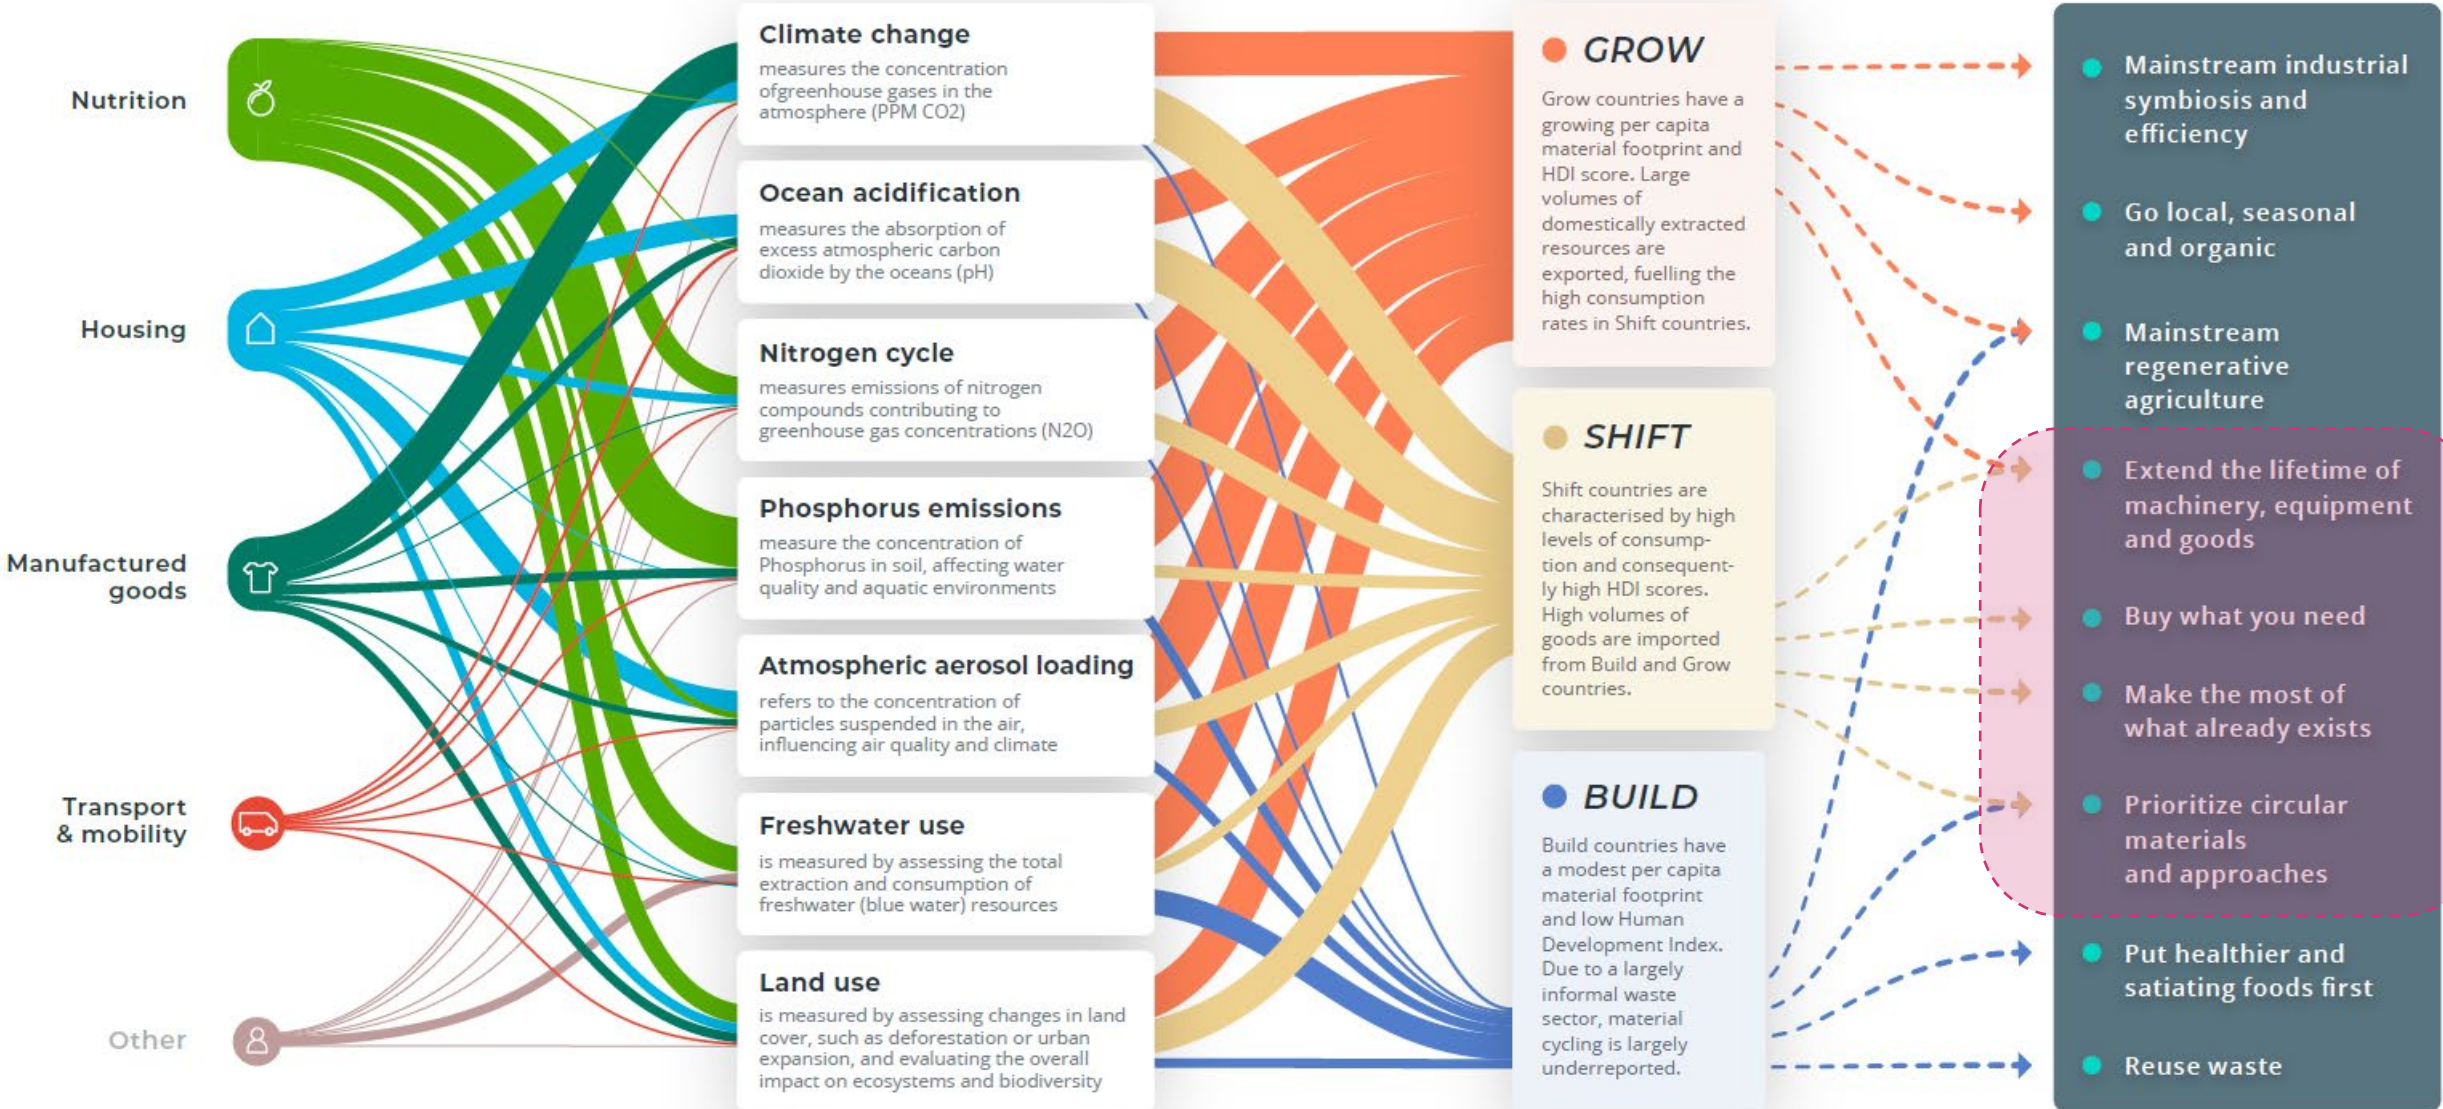 Nutrition
Housing
Manufactured
goods
Transport
& mobility
Other
Climate change
measures the concentration
ofgreenhouse gases in the
atmosphere (PPM CO2)
Ocean acidification
measures the absorption of
excess atmospheric carbon
dioxide by the oceans (pH)
Nitrogen cycle
measures emissions of nitrogen
compounds contributing to
greenhouse gas concentrations (N2O)
Phosphorus emissions
measure the concentration of
Phosphorus in soil, affecting water
quality and aquatic environments
Atmospheric aerosol loading
refers to the concentration of
particles suspended in the air,
influencing air quality and climate
Freshwater use
is measured by assessing the total
extraction and consumption of
freshwater (blue water) resources
Land use
is measured by assessing changes in land
cover, such as deforestation or urban
expansion, and evaluating the overall
impact on ecosystems and biodiversity
GROW
Grow countries have a
growing per capita
material footprint and
HDI score. Large
volumes of
domestically extracted
resources are
exported, fuelling the
high consumption
rates in Shift countries.
SHIFT
Shift countries are
characterised by high
levels of consump-
tion and consequent-
ly high HDI scores.
High volumes of
goods are imported
from Build and Grow
countries.
BUILD
Build countries have
a modest per capita
material footprint
and low Human
Development Index.
Due to a largely
informal waste
sector, material
cycling is largely
underreported.
Mainstream industrial
symbiosis and
efficiency
Go local, seasonal
and organic
Mainstream
regenerative
agriculture
Extend the lifetime of
machinery, equipment
and goods
Buy what you need
Make the most of
what already exists
Prioritize circular
materials
and approaches
Put healthier and
satiating foods first
Reuse waste